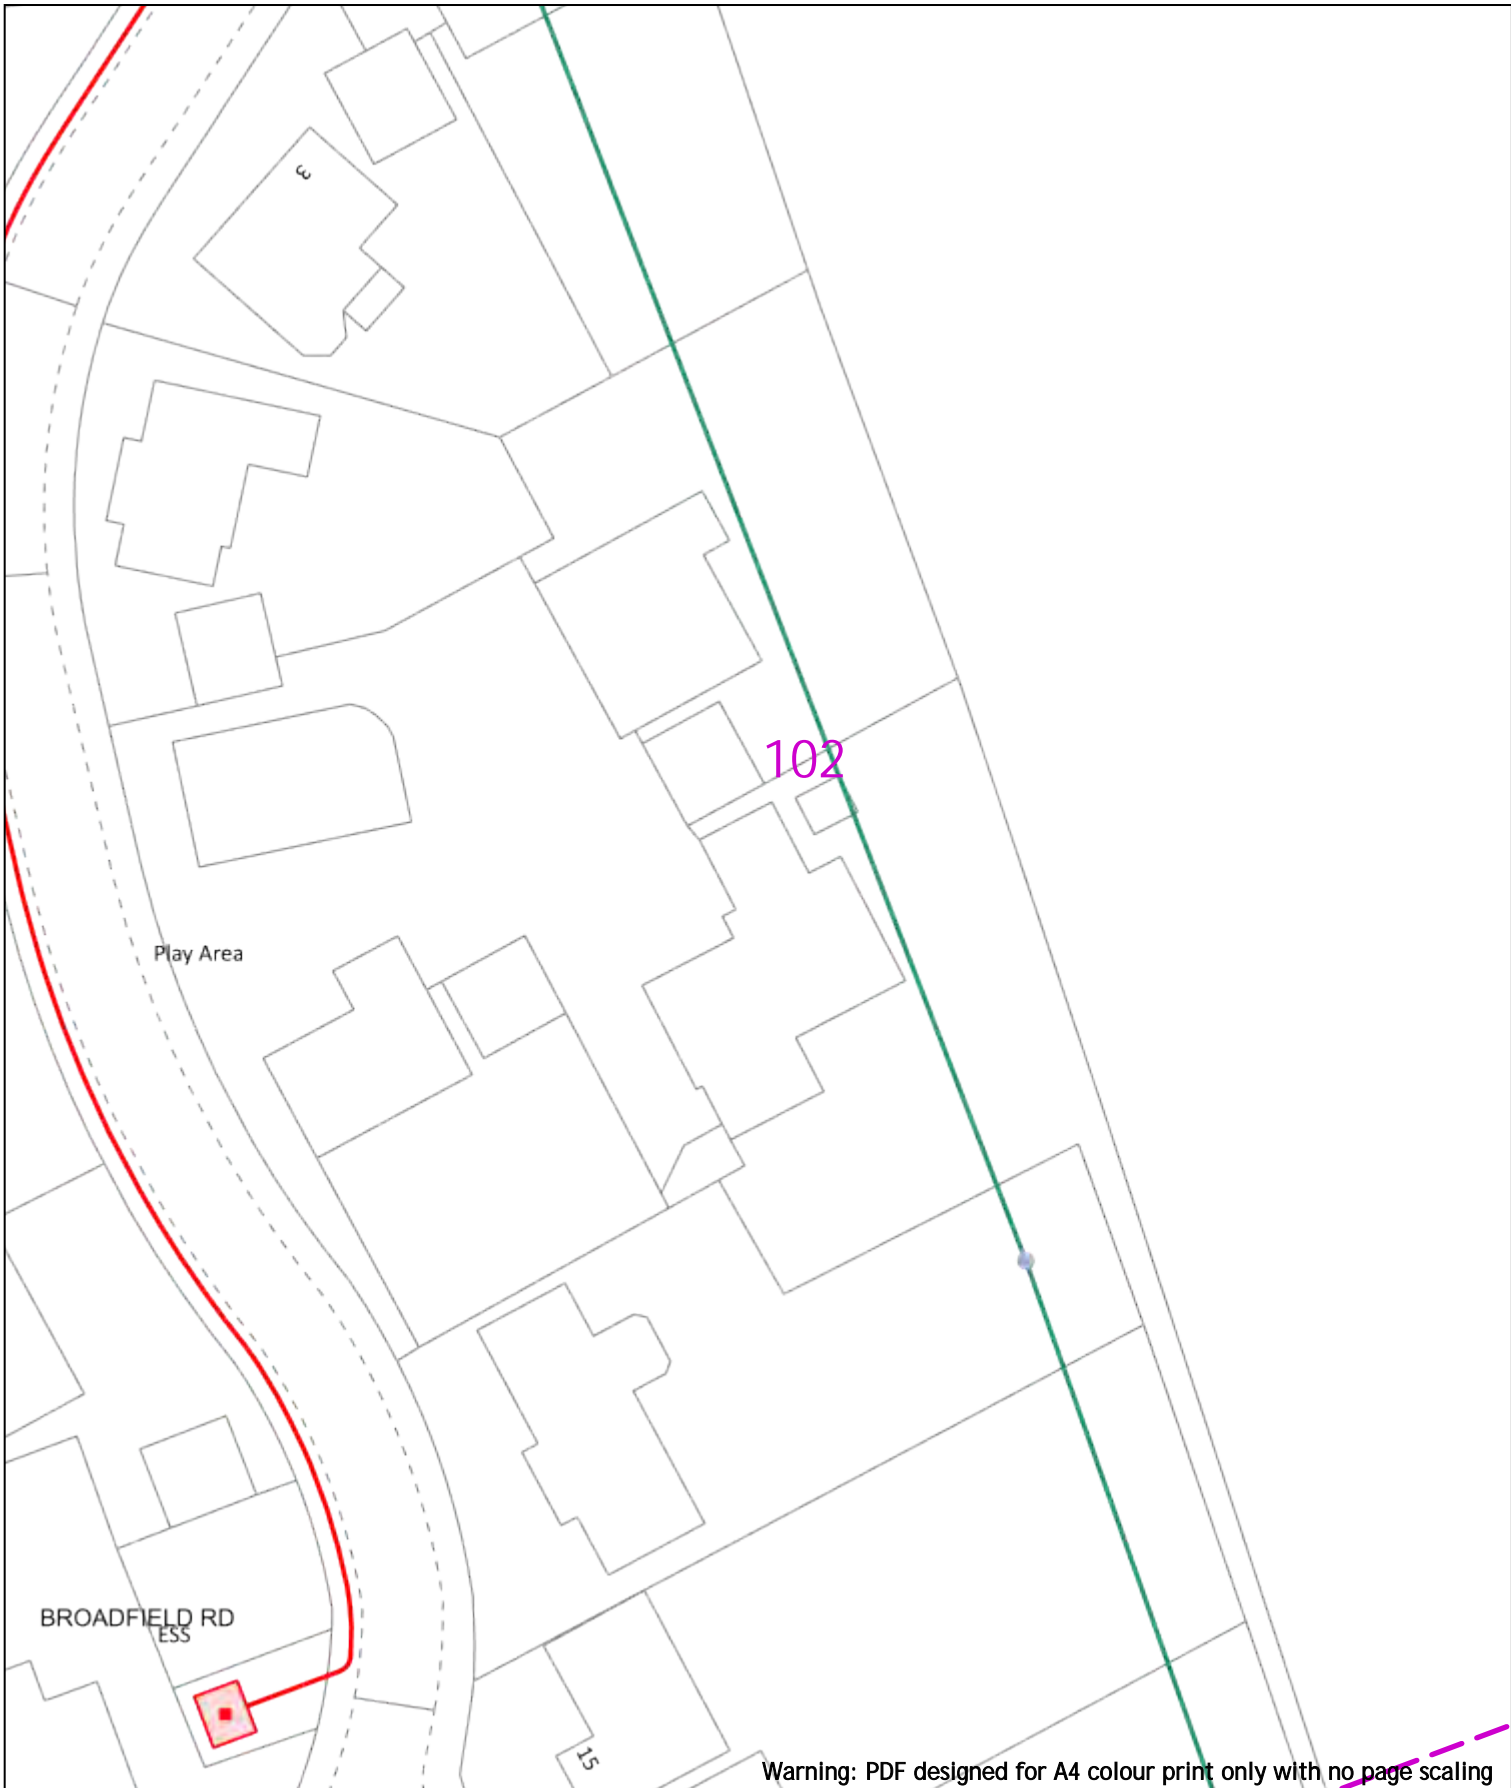 3
102
Play Area
BROADFIELD RD
ESS
15
Warning: PDF designed for A4 colour print only with no page scaling